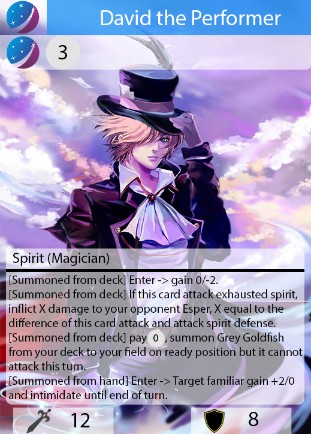 David the Performer
3
Spirit (Magician)
[Summoned from deck] Enter -> gain 0/-2.
[Summoned from deck] If this card attack exhausted spirit,
inflict X damage to your opponent Esper, X equal to the
difference of this card attack and attack spirit defense.
[Summoned from deck] pay 0 , summon Grey Goldfish
from your deck to your field on ready position but it cannot
attack this turn.
[Summoned from hand] Enter -> Target familiar gain +2/0
and intimidate until end of turn.
12 8